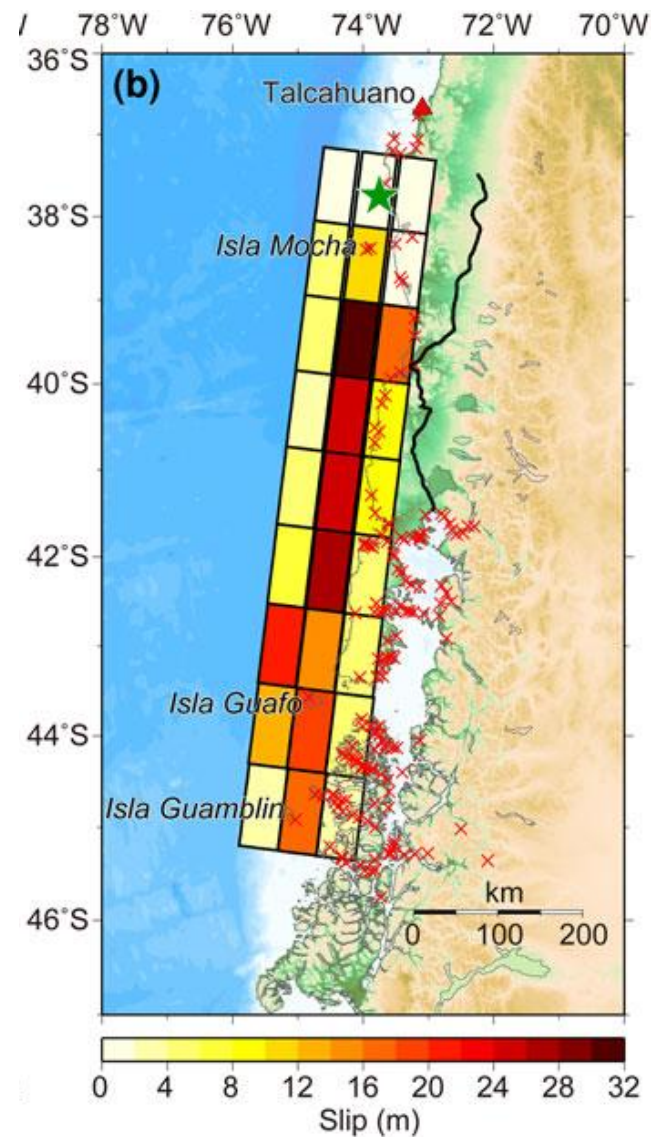 78°W 76°W 74°W 72°W 70°W
36°S
(b)
Talcahuano
38°S
Isla Mocha
40°S
42°S
Isla Guafo
44°S
Isla Guamblin
km
46°S
0 100 200
0 4 8 12 16 20 24 28 32
Slip (m)